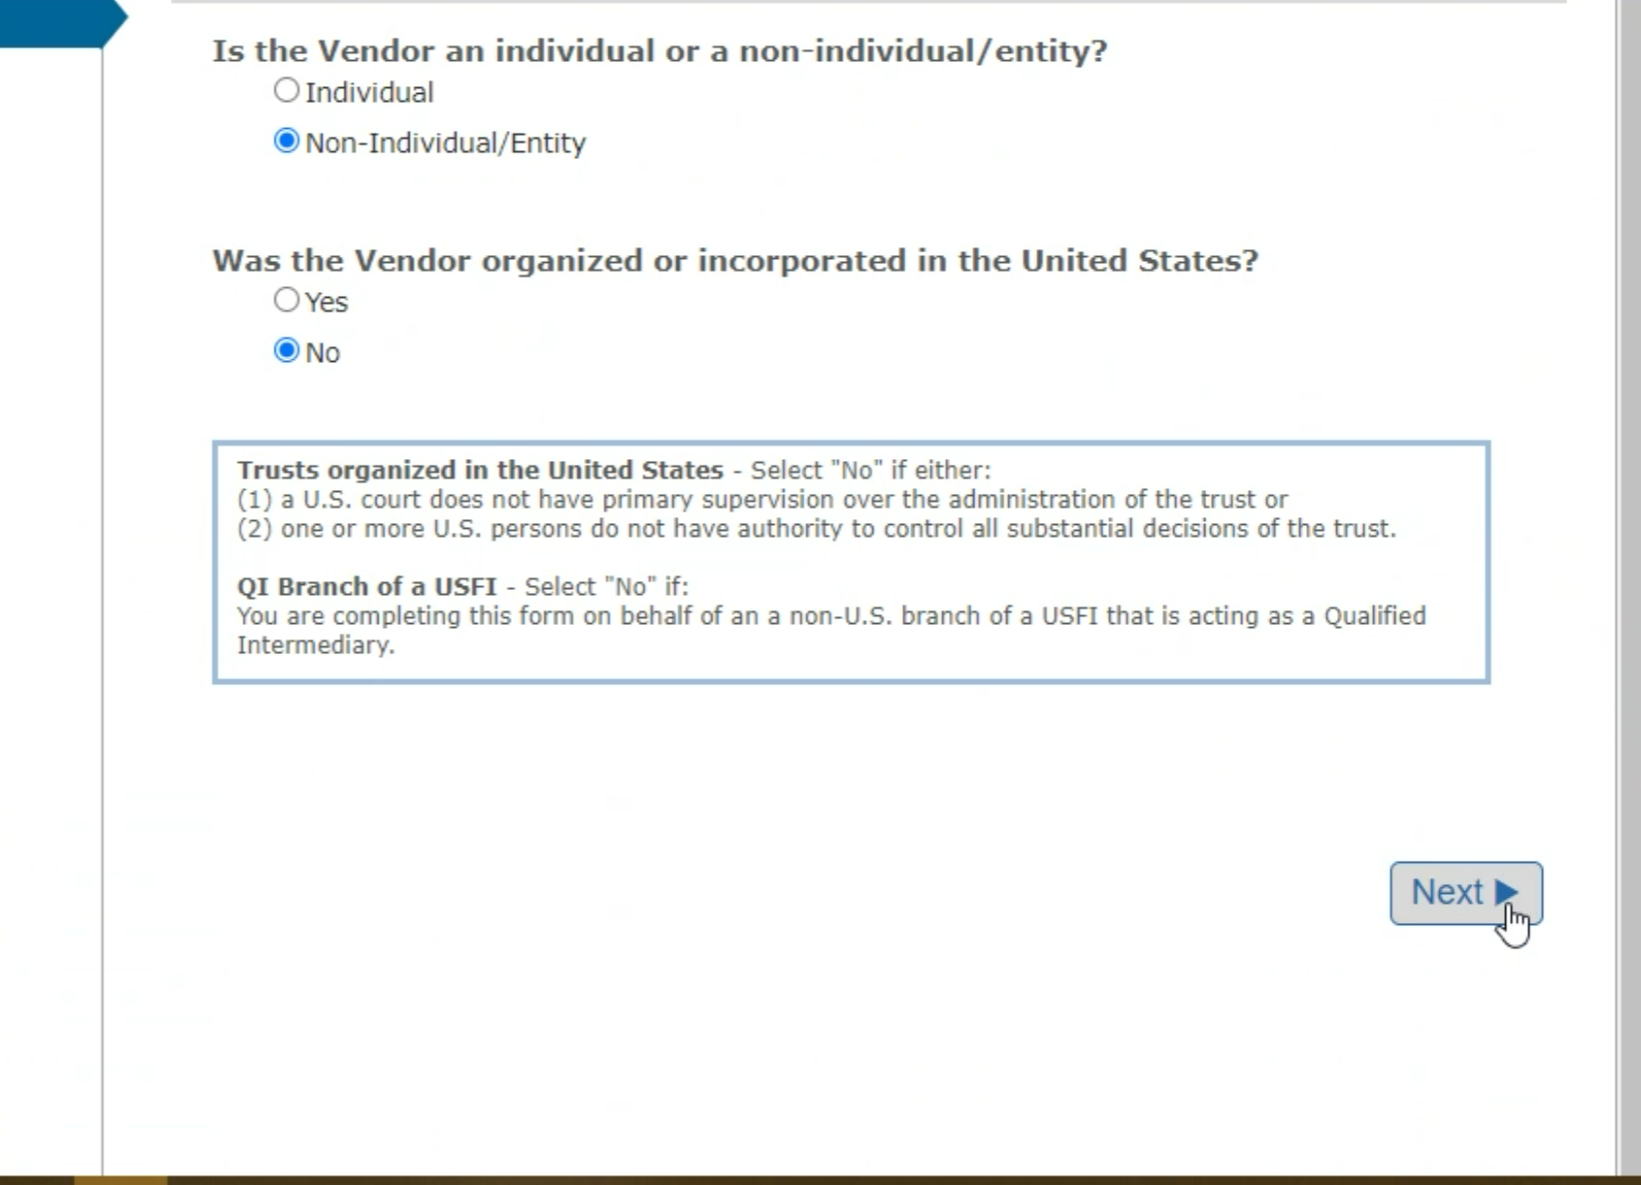 Is the Vendor an individual or a non-individual/entity?
Individual
Non-Individual/Entity
Was the Vendor organized or incorporated in the United States?
Yes
No
Trusts organized in the United States - Select "No" if either:
(1) a U.S. court does not have primary supervision over the administration of the trust or
(2) one or more U.S. persons do not have authority to control all substantial decisions of the trust.
QI Branch of a USFI - Select "No" if:
You are completing this form on behalf of an a non-U.S. branch of a USFI that is acting as a Qualified
Intermediary.
Next